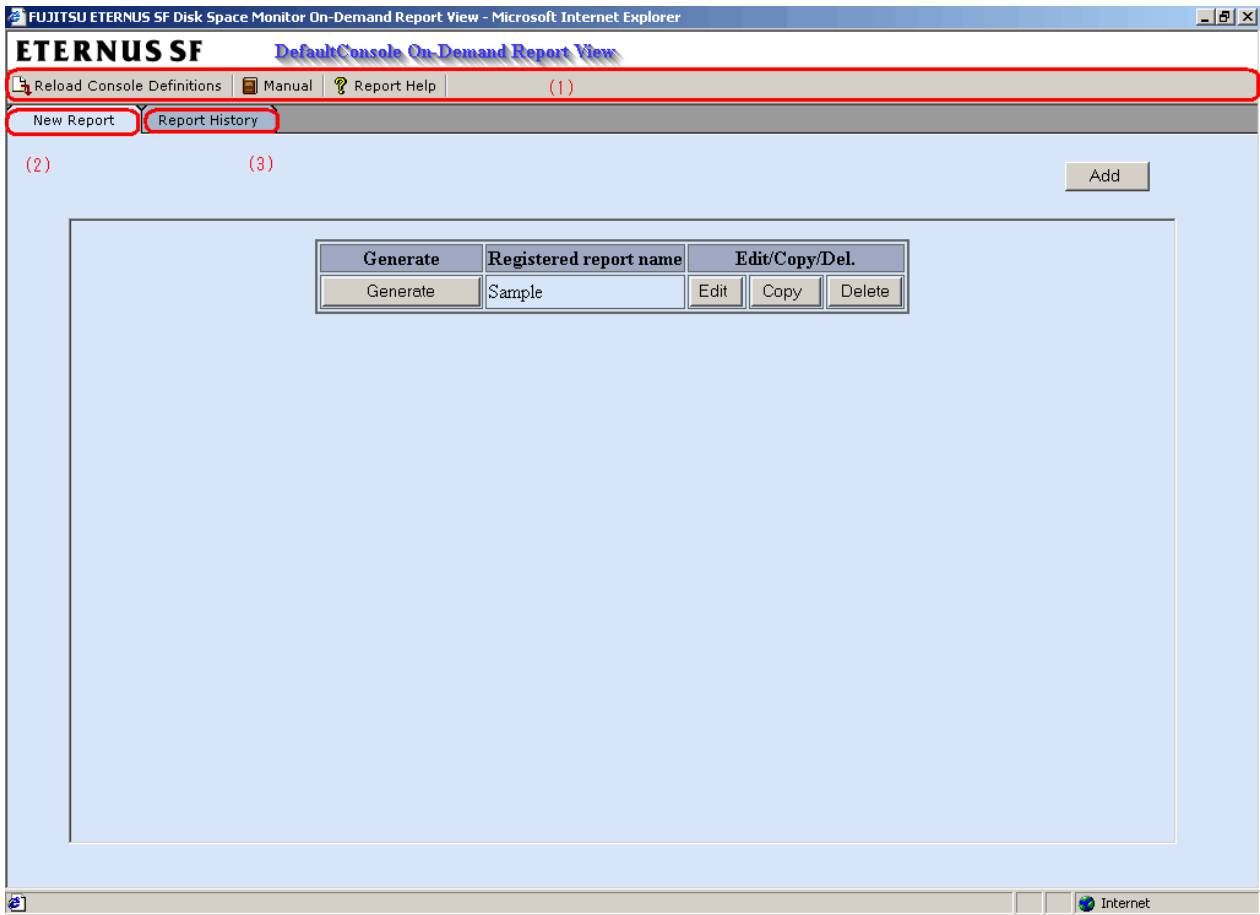 FUJITSU ETERNUS SF Disk Space Monitor On-Demand Report View - Microsoft Internet Explorer
ETERNUS SF DefaultConsole On-Demand Report View
Reload Console Definitions Manual Report Help (1)
New Report Report History
(2) (3)
Add
Generate Registered report name Edit/Copy/Del.
Generate Sample Edit Copy Delete
Internet